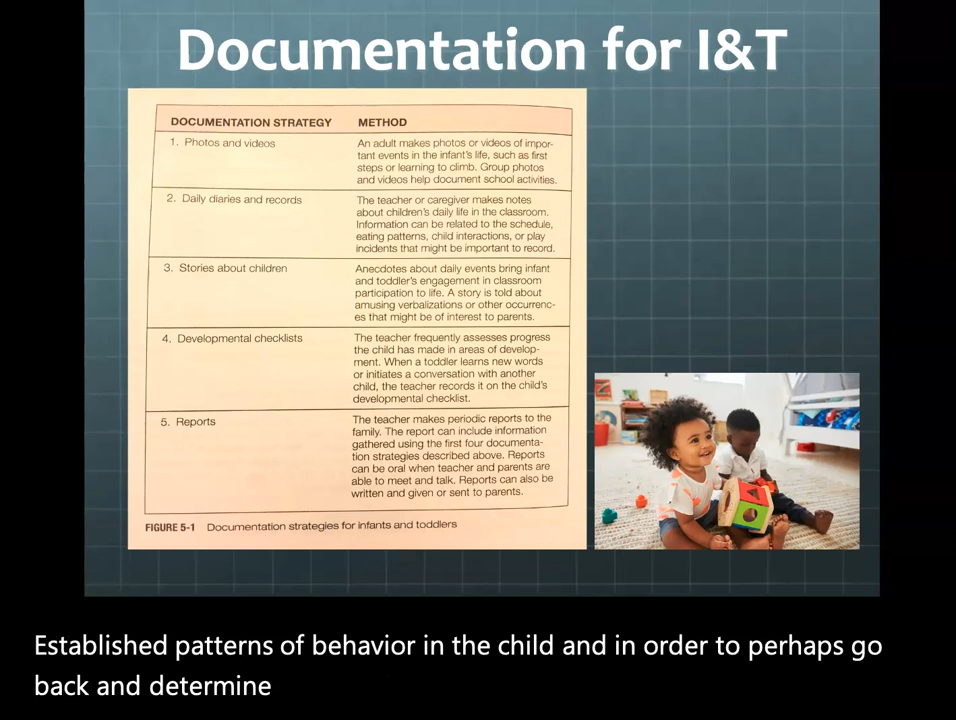 Documentation for I&T
DOCUMENTATION STRATEGY METHOD
1. Photos and videos
An adult makes photos or videos of impor-
tant events in the infant's life, such as first
steps or learning to climb. Group photos
and videos help document school activities.
2. Daily diaries and records
The teacher or caregiver makes notes
about children's daily life in the classroom.
Information can be related to the schedule,
eating patterns, child interactions, or play
incidents that might be important to record.
3. Stories about children
Anecdotes about daily events bring infant
and toddler's engagement in classroom
participation to life. A story is told about
amusing verbalizations or other occurrenc-
es that might be of interest to parents.
4. Developmental checklists
The teacher frequently assesses progress
the child has made in areas of develop-
ment. When a toddler learns new words
or initiates a conversation with another
child, the teacher records it on the child's
developmental checklist.
5. Reports
The teacher makes periodic reports to the
family. The report can include information
gathered using the first four documenta-
tion strategies described above. Reports
can be oral when teacher and parents are
able to meet and talk. Reports can also be
written and given or sent to parents.
FIGURE 5-1 Documentation strategies for infants and toddlers
Established patterns of behavior in the child and in order to perhaps go
back and determine